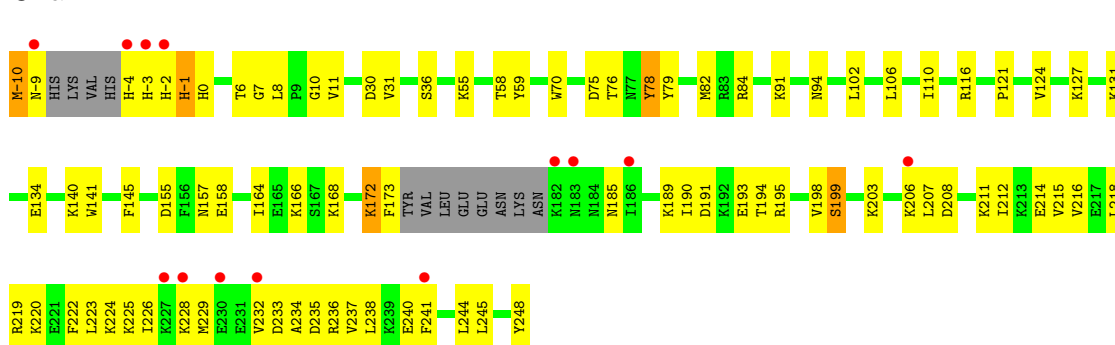 M-10 N-9 HIS LYS VAL HIS H-4 H-3 H-2 H-1 H0 T6 G7 L8 P9 G10 V11 D30 V31 S36 K55 T58 Y59 W70 D75 T76 N77 Y78 Y79 M82 R83 R84 K91 N94 L102 L106 I110 R116 P121 V124 K127 K131
E134 K140 W141 F145 D155 F156 N157 E158 I164 E165 K166 S167 K168 K172 F173 TYR VAL LEU GLU GLU ASN LYS ASN K182 N183 N184 N185 I186 K189 I190 D191 K192 E193 T194 R195 V198 S199 K203 K206 L207 D208 K211 I212 K213 E214 V215 V216 E217 L218
R219 K220 E221 F222 L223 K224 K225 I226 K227 K228 M229 E230 E231 V232 D233 A234 D235 R236 V237 L238 K239 E240 F241 L244 L245 Y248